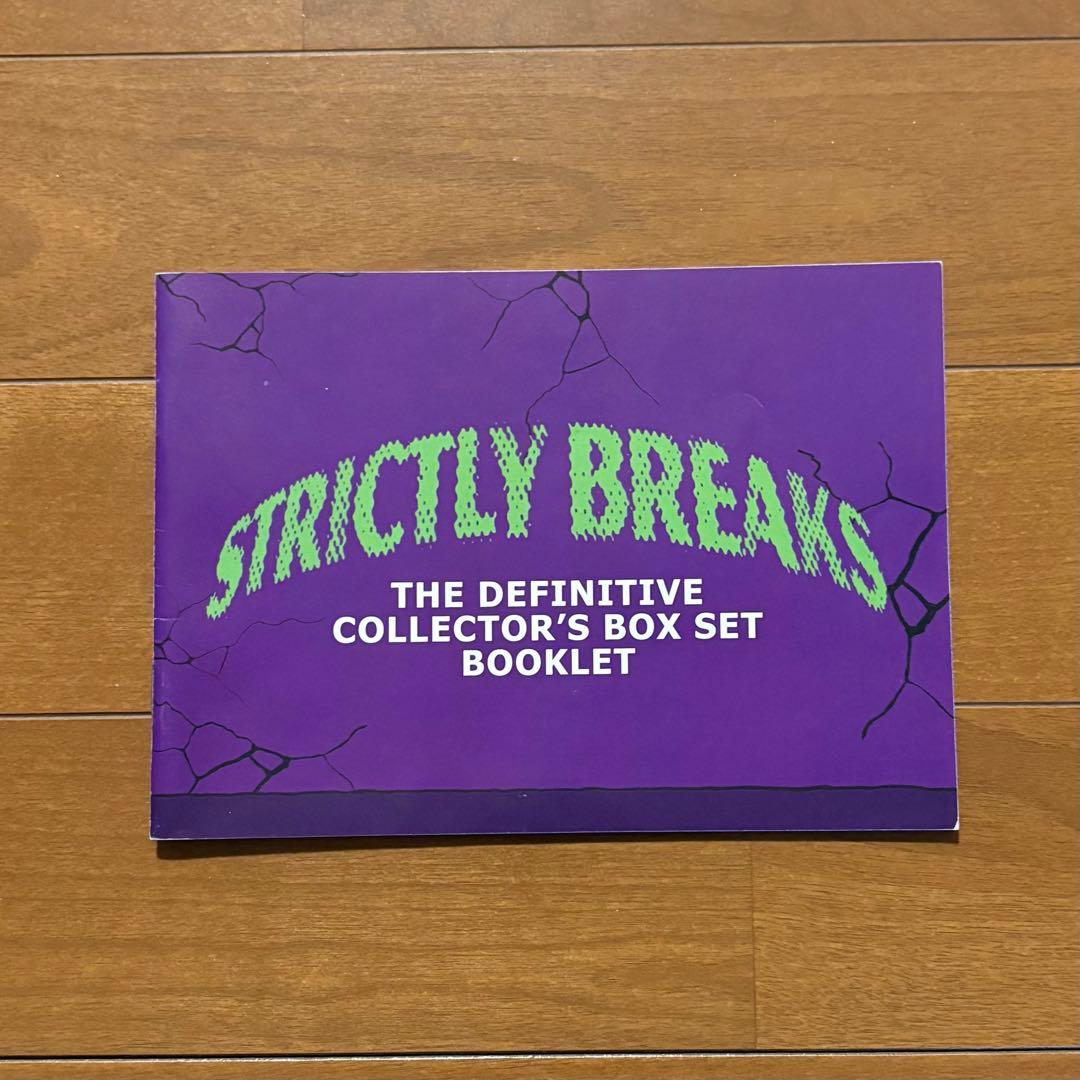 STRICTLY BREAKS
THE DEFINITIVE
COLLECTOR'S BOX SET
BOOKLET